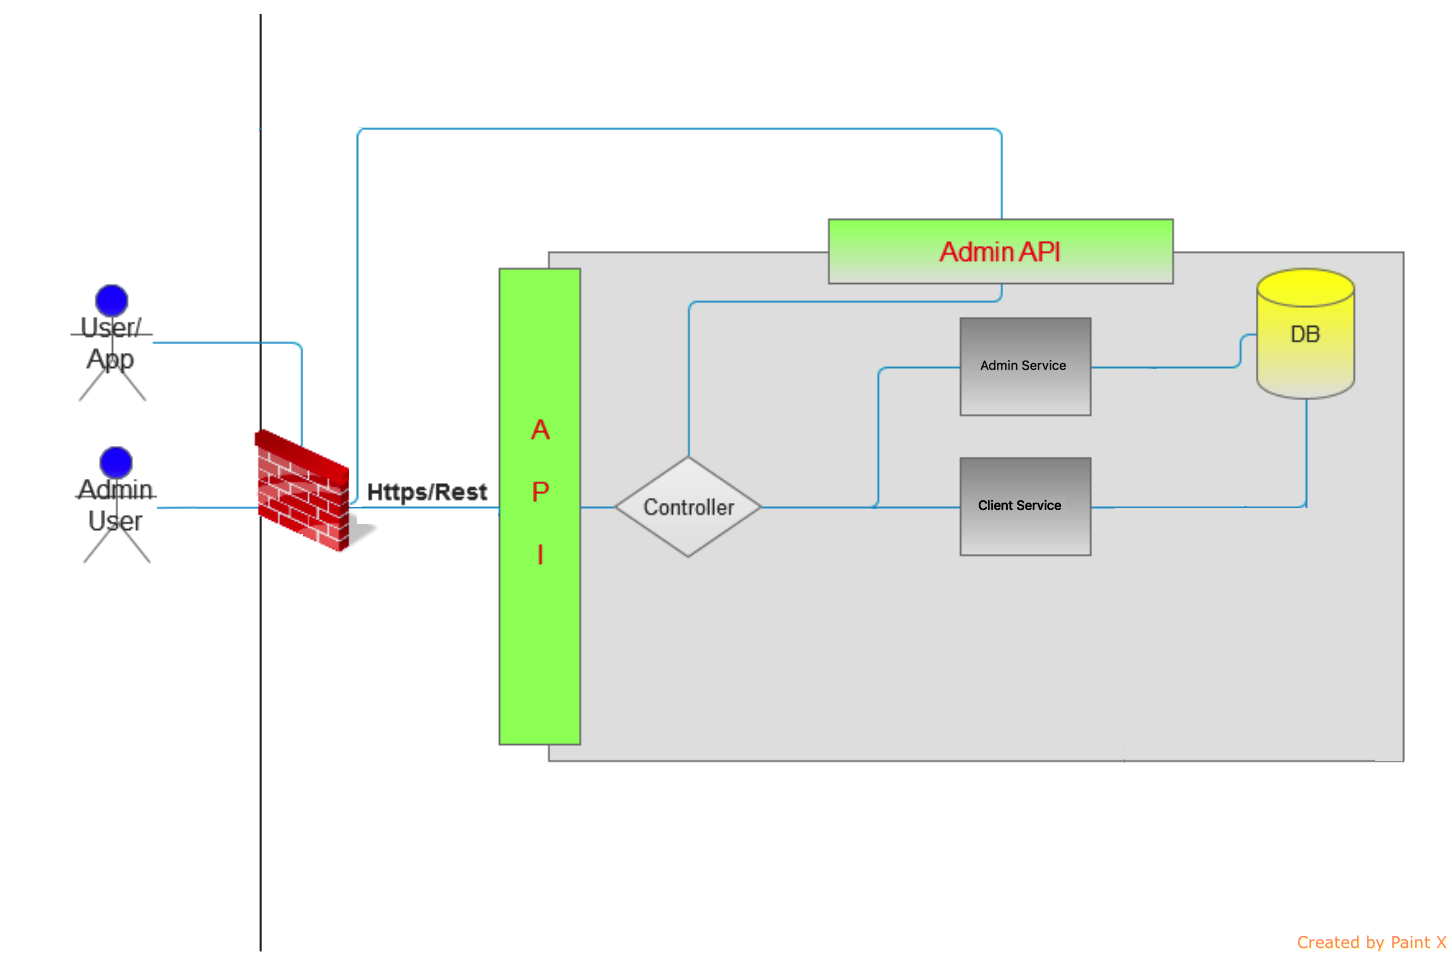 Admin API
User/
App
DB
Admin Service
A
P
I
Admin
User
Https/Rest
Controller
Client Service
Created by Paint X